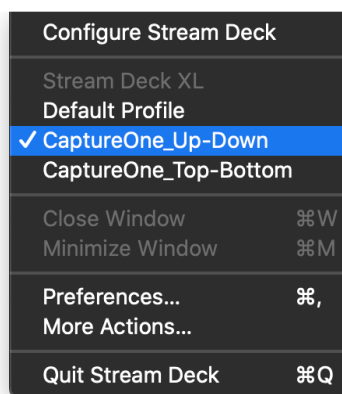 Configure Stream Deck
Stream Deck XL
Default Profile
✓ CaptureOne_Up-Down
CaptureOne_Top-Bottom
Close Window ⌘W
Minimize Window ⌘M
Preferences... ⌘,
More Actions...
Quit Stream Deck ⌘Q